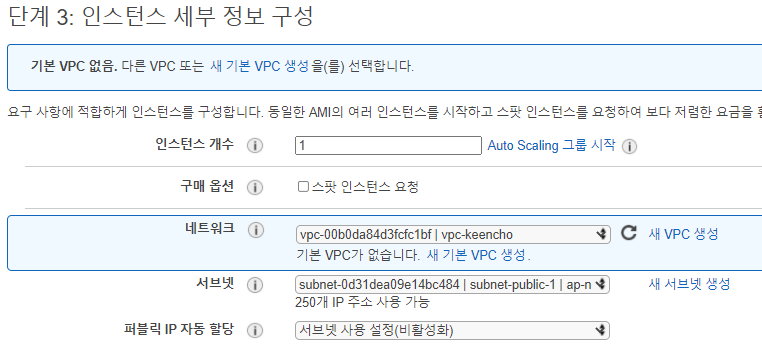 단계 3: 인스턴스 세부 정보 구성
기본 VPC 없음. 다른 VPC 또는 새 기본 VPC 생성을(를) 선택합니다.
요구 사항에 적합하게 인스턴스를 구성합니다. 동일한 AMI의 여러 인스턴스를 시작하고 스팟 인스턴스를 요청하여 보다 저렴한 요금을
인스턴스 개수 1 Auto Scaling 그룹 시작
구매 옵션 스팟 인스턴스 요청
네트워크 vpc-00b0da84d3fcfc1bf | vpc-keencho 새 VPC 생성
기본 VPC가 없습니다. 새 기본 VPC 생성.
서브넷 subnet-0d31dea09e14bc484 | subnet-public-1 | ap-n 새 서브넷 생성
250개 IP 주소 사용 가능
퍼블릭 IP 자동 할당 서브넷 사용 설정(비활성화)